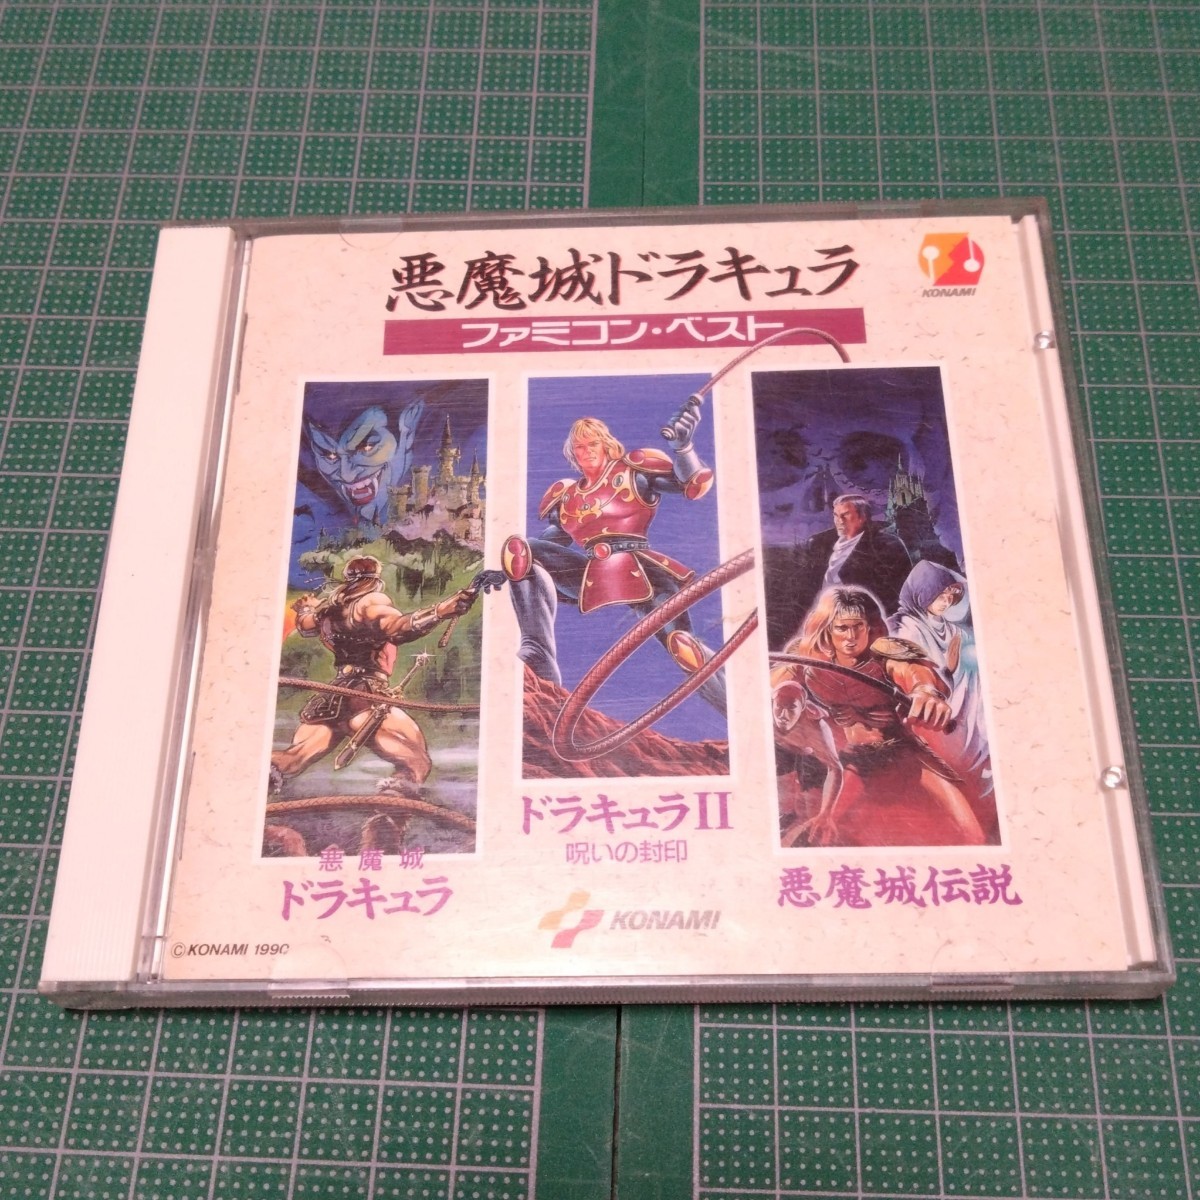 悪魔城ドラキュラ
KONAMI
ファミコン・ベスト
悪魔城
ドラキュラ
ドラキュラII
呪いの封印
悪魔城伝説
KONAMI
©KONAMI 1990